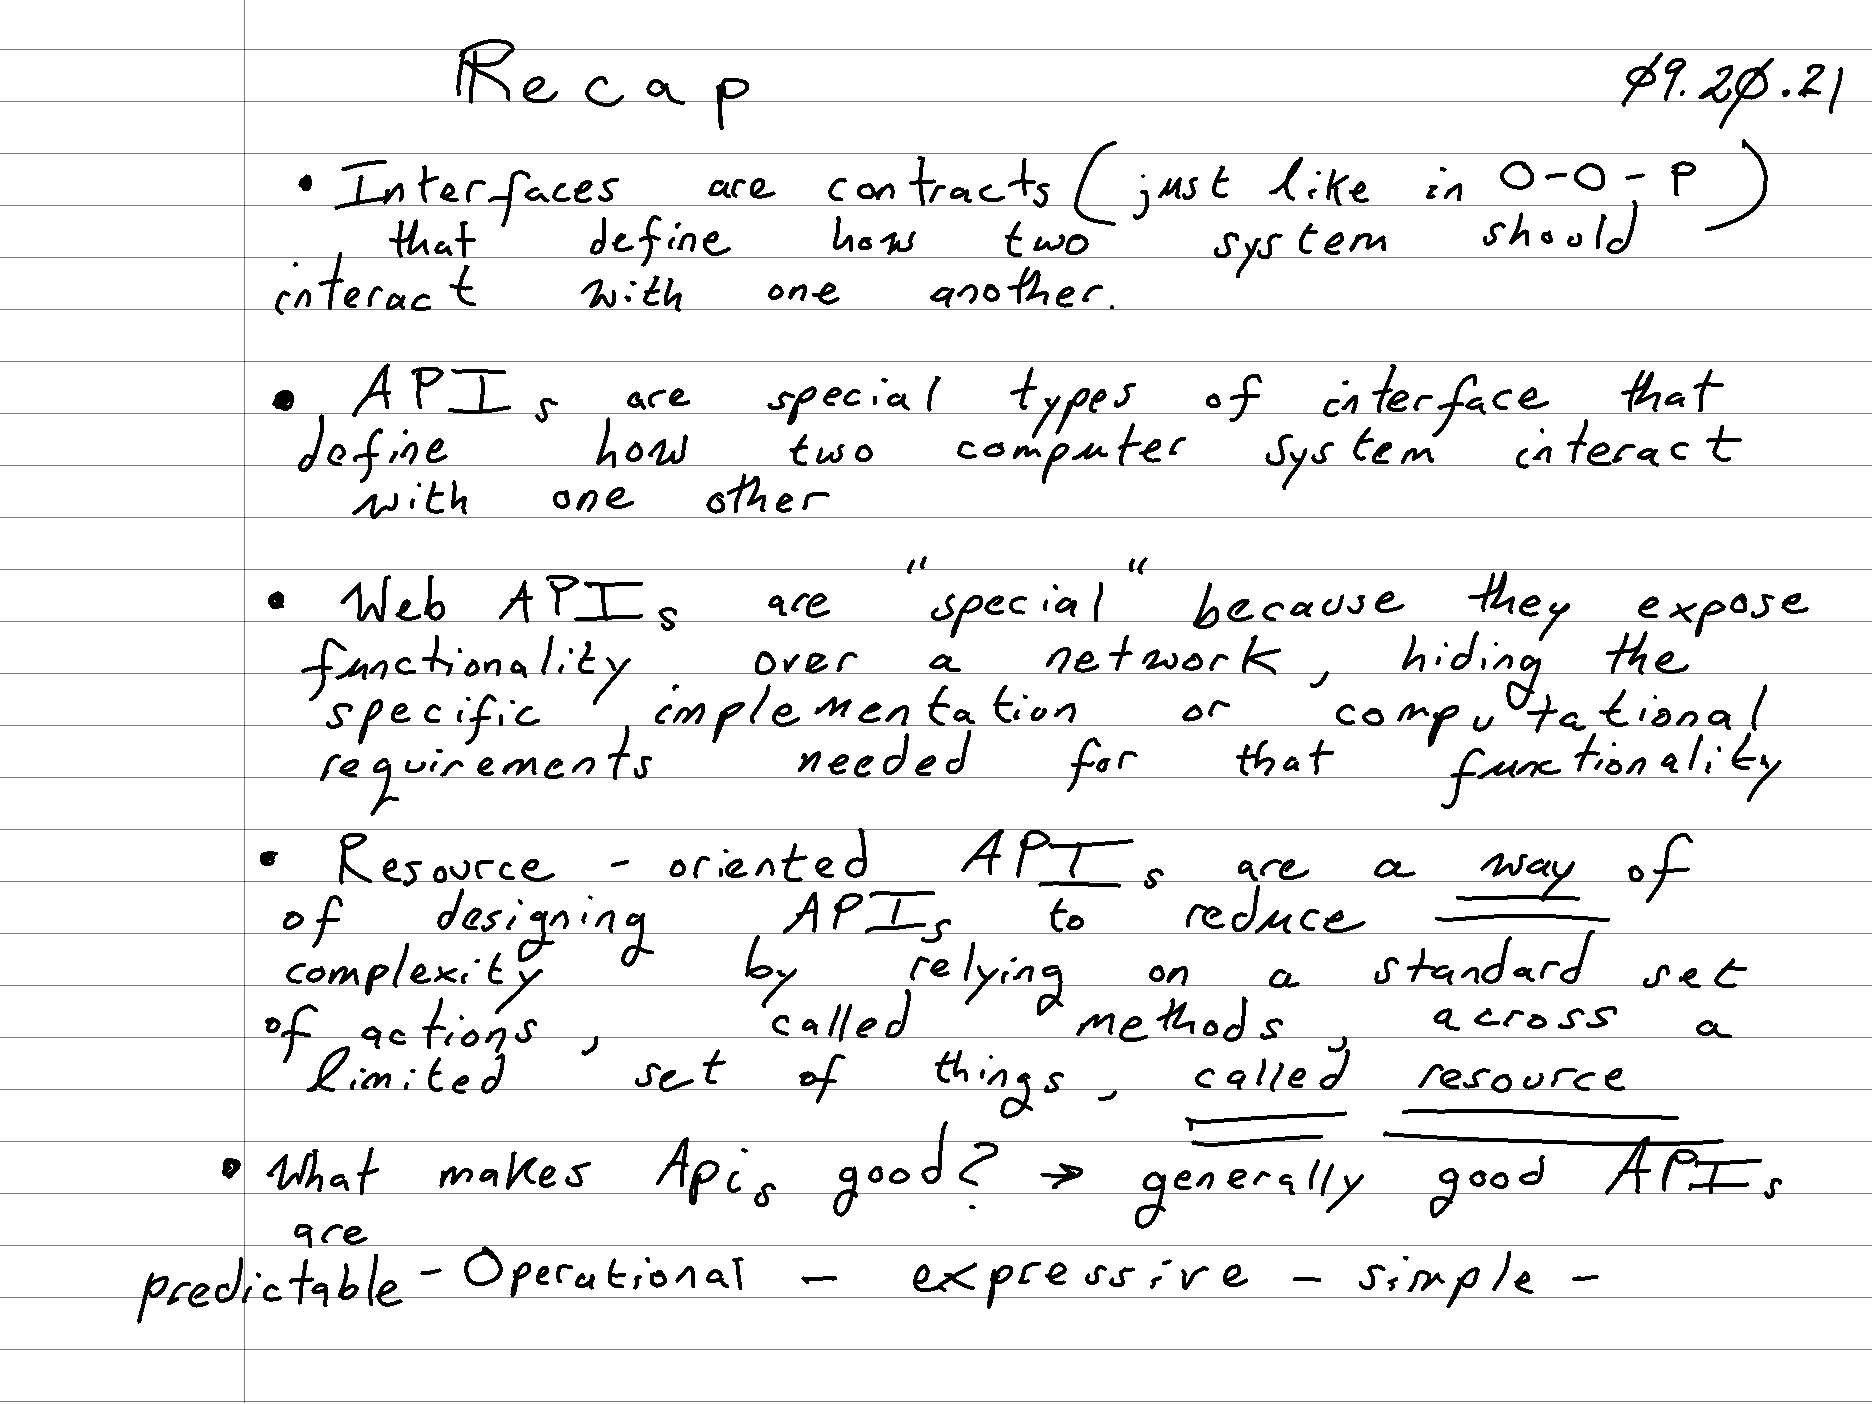 Recap
09.20.21
• Interfaces are contracts (just like in O-O-P)
that define how two system should
interact with one another.
• APIs are special types of interface that
define how two computer system interact
with one other
• Web APIs are "special" because they expose
functionality over a network, hiding the
specific implementation or computational
requirements needed for that functionality
• Resource - oriented APIs are a way of
of designing APIs to reduce
complexity by relying on a standard set
of actions, called methods, across a
limited set of things, called resource
• What makes Apis good? → generally good APIs
are
predictable - Operational - expressive - simple -